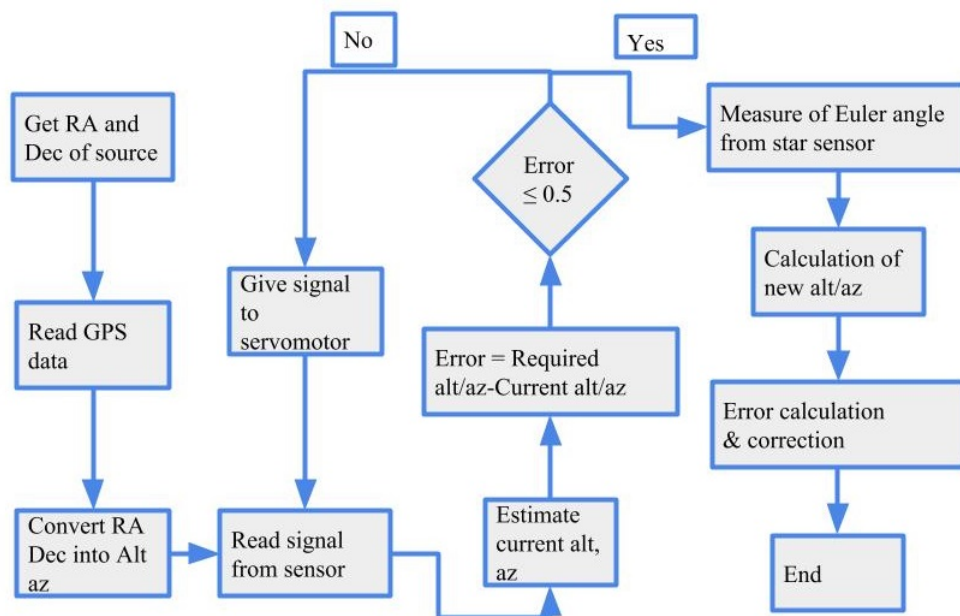 No
Yes
Get RA and
Dec of source
Read GPS
data
Convert RA
Dec into Alt
az
Give signal
to
servomotor
Read signal
from sensor
Estimate
current alt,
az
Error = Required
alt/az-Current alt/az
Error
≤ 0.5
Measure of Euler angle
from star sensor
Calculation of
new alt/az
Error calculation
& correction
End